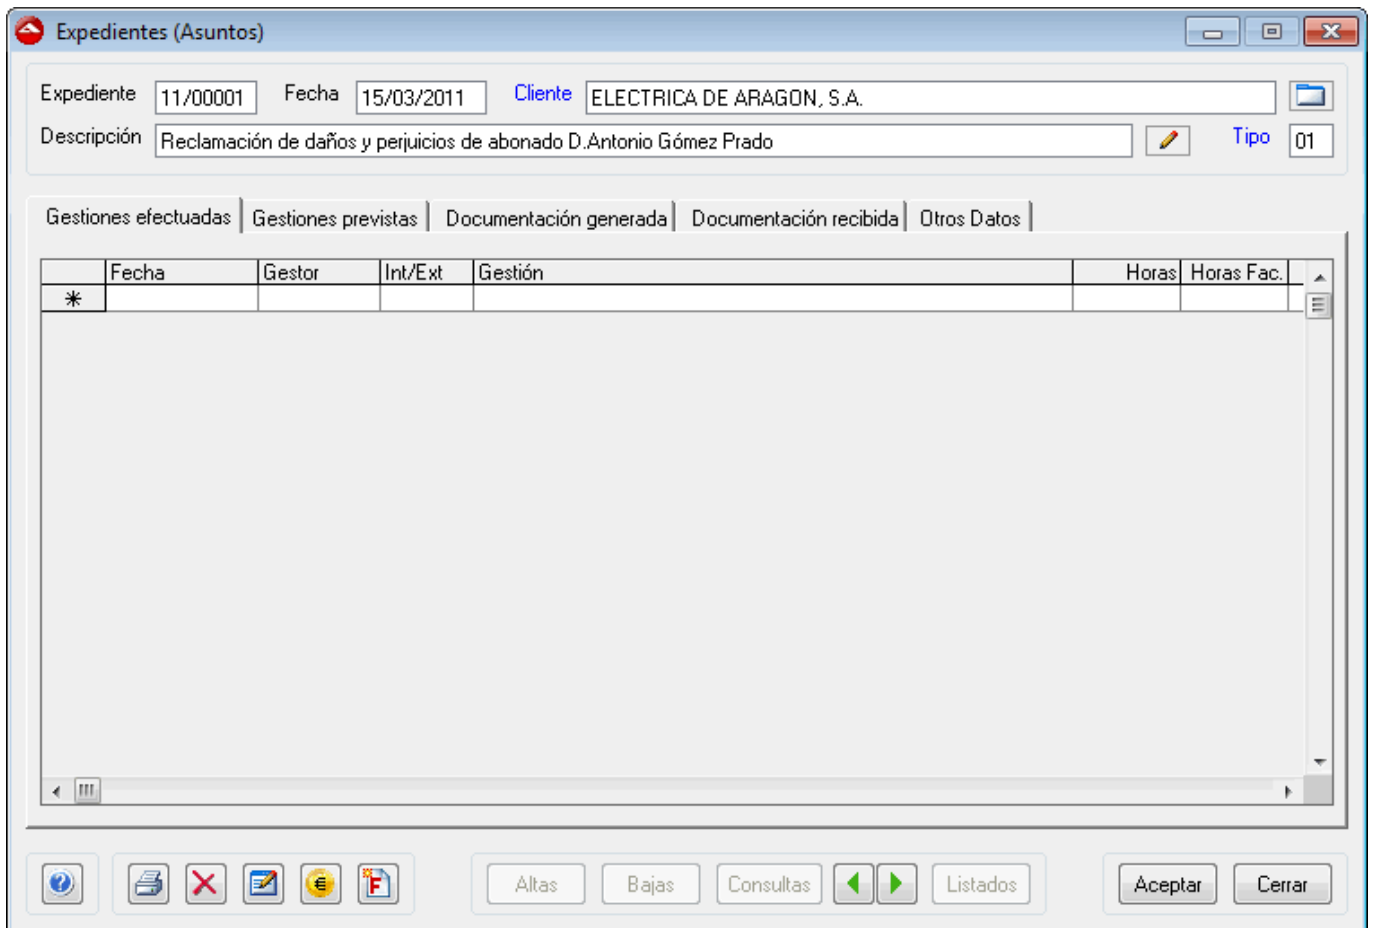 Expedientes (Asuntos)
Expediente 11/00001 Fecha 15/03/2011 Cliente ELECTRICA DE ARAGON, S.A.
Descripción Reclamación de daños y perjuicios de abonado D.Antonio Gómez Prado Tipo 01
Gestiones efectuadas Gestiones previstas Documentación generada Documentación recibida Otros Datos
Fecha Gestor Int/Ext Gestión Horas Horas Fac.
Altas Bajas Consultas Listados Aceptar Cerrar